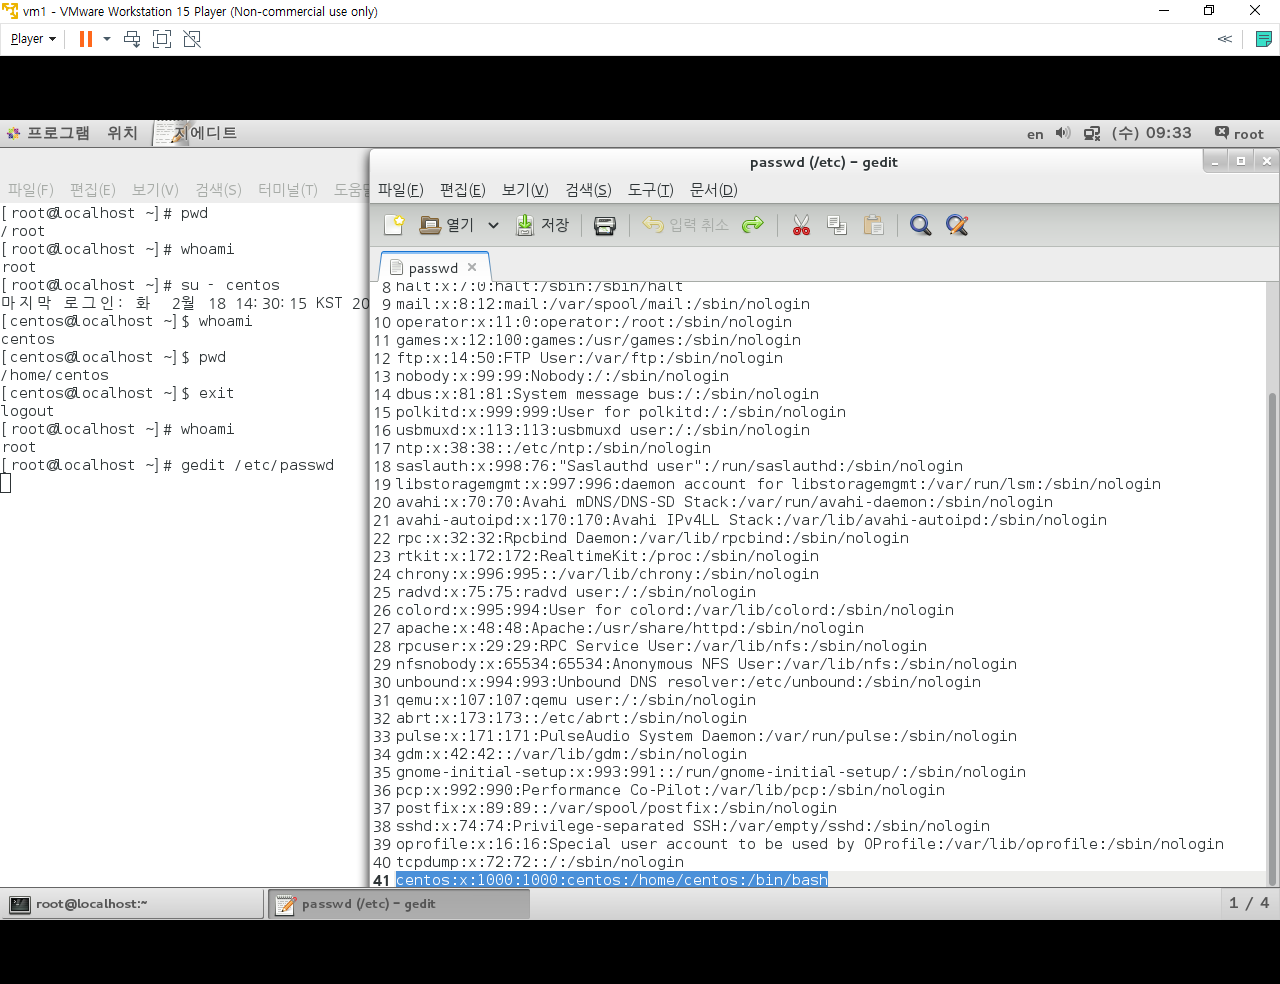 vm1 - VMware Workstation 15 Player (Non-commercial use only)
Player
프로그램 위치 지에디트
en (수) 09:33 root
passwd (/etc) - gedit
파일(F) 편집(E) 보기(V) 검색(S) 터미널(T)
파일(F) 편집(E) 보기(V) 검색(S) 도구(T) 문서(D)
열기 저장 입력 취소
passwd
[root@localhost ~]# pwd
/root
[root@localhost ~]# whoami
root
[root@localhost ~]# su - centos
마지막 로그인: 화 2월 18 14:30:15 KST 20
[centos@localhost ~]$ whoami
centos
[centos@localhost ~]$ pwd
/home/centos
[centos@localhost ~]$ exit
logout
[root@localhost ~]# whoami
root
[root@localhost ~]# gedit /etc/passwd
8 halt:x:7:0:halt:/sbin:/sbin/halt
9 mail:x:8:12:mail:/var/spool/mail:/sbin/nologin
10 operator:x:11:0:operator:/root:/sbin/nologin
11 games:x:12:100:games:/usr/games:/sbin/nologin
12 ftp:x:14:50:FTP User:/var/ftp:/sbin/nologin
13 nobody:x:99:99:Nobody:/:/sbin/nologin
14 dbus:x:81:81:System message bus:/:/sbin/nologin
15 polkitd:x:999:999:User for polkitd:/:/sbin/nologin
16 usbmuxd:x:113:113:usbmuxd user:/:/sbin/nologin
17 ntp:x:38:38::/etc/ntp:/sbin/nologin
18 saslauth:x:998:76:"Saslauthd user":/run/saslauthd:/sbin/nologin
19 libstoragemgmt:x:997:996:daemon account for libstoragemgmt:/var/run/lsm:/sbin/nologin
20 avahi:x:70:70:Avahi mDNS/DNS-SD Stack:/var/run/avahi-daemon:/sbin/nologin
21 avahi-autoipd:x:170:170:Avahi IPv4LL Stack:/var/lib/avahi-autoipd:/sbin/nologin
22 rpc:x:32:32:Rpcbind Daemon:/var/lib/rpcbind:/sbin/nologin
23 rtkit:x:172:172:RealtimeKit:/proc:/sbin/nologin
24 chrony:x:996:995::/var/lib/chrony:/sbin/nologin
25 radvd:x:75:75:radvd user:/:/sbin/nologin
26 colord:x:995:994:User for colord:/var/lib/colord:/sbin/nologin
27 apache:x:48:48:Apache:/usr/share/httpd:/sbin/nologin
28 rpcuser:x:29:29:RPC Service User:/var/lib/nfs:/sbin/nologin
29 nfsnobody:x:65534:65534:Anonymous NFS User:/var/lib/nfs:/sbin/nologin
30 unbound:x:994:993:Unbound DNS resolver:/etc/unbound:/sbin/nologin
31 qemu:x:107:107:qemu user:/:/sbin/nologin
32 abrt:x:173:173::/etc/abrt:/sbin/nologin
33 pulse:x:171:171:PulseAudio System Daemon:/var/run/pulse:/sbin/nologin
34 gdm:x:42:42::/var/lib/gdm:/sbin/nologin
35 gnome-initial-setup:x:993:991::/run/gnome-initial-setup/:/sbin/nologin
36 pcp:x:992:990:Performance Co-Pilot:/var/lib/pcp:/sbin/nologin
37 postfix:x:89:89::/var/spool/postfix:/sbin/nologin
38 sshd:x:74:74:Privilege-separated SSH:/var/empty/sshd:/sbin/nologin
39 oprofile:x:16:16:Special user account to be used by OProfile:/var/lib/oprofile:/sbin/nologin
40 tcpdump:x:72:72::/:/sbin/nologin
41 centos:x:1000:1000:centos:/home/centos:/bin/bash
root@localhost:~ passwd (/etc) - gedit 1 / 4